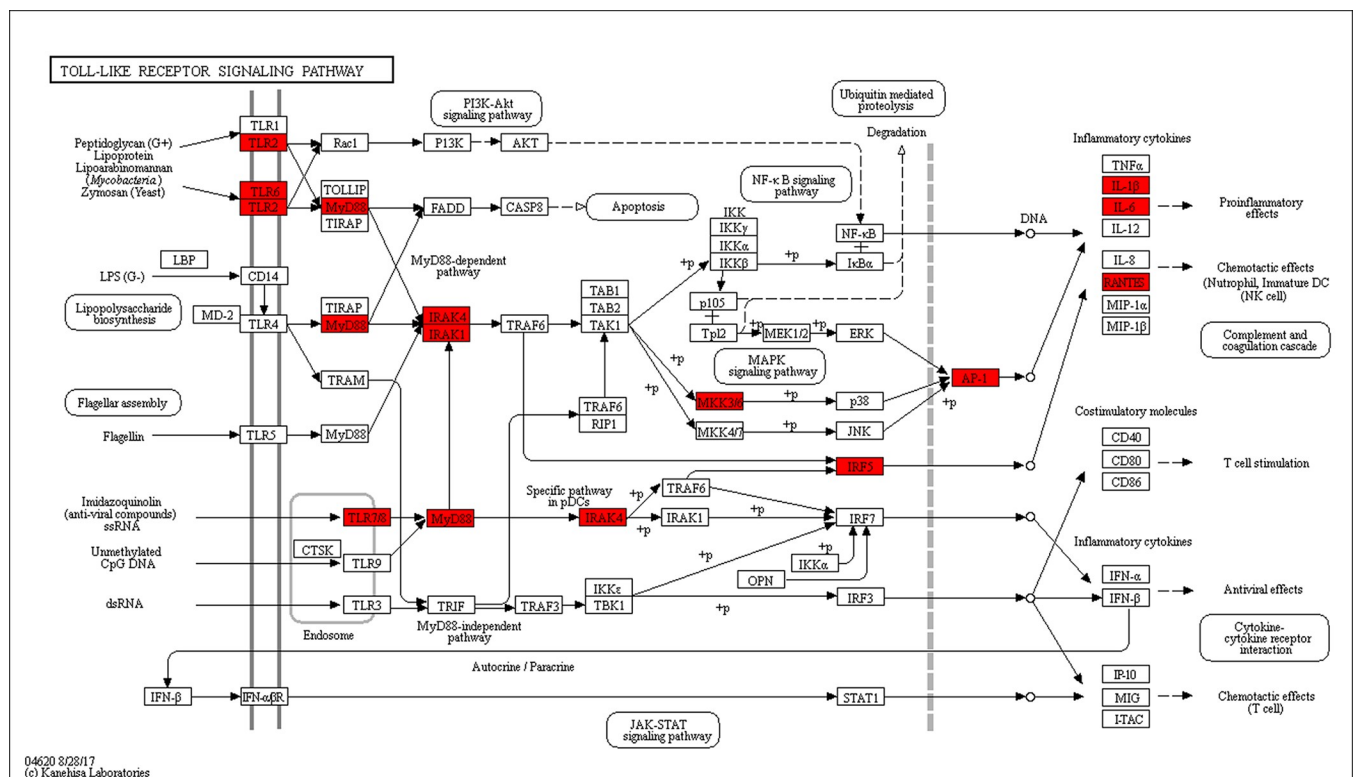 TOLL-LIKE RECEPTOR SIGNALING PATHWAY
Peptidoglycan (G+)
Lipoprotein
Lipoarabinomannan
(Mycobacteria)
Zymosan (Yeast)
TLR1
TLR2
TLR6
TLR2
Rac1
TOLLIP
MyD88
TIRAP
PI3K-Akt
signaling pathway
P13K
AKT
FADD
CASP8
Apoptosis
Ubiquitin mediated
proteolysis
Degradation
NF-κB signaling
pathway
IKK
IKKγ
IKKα
IKKβ
+p
+p
NF-κB
IκBα
DNA
Inflammatory cytokines
TNFα
IL-1β
IL-6
IL-12
Proinflammatory
effects
IL-8
RANTES
MIP-1α
MIP-1β
Chemotactic effects
(Nutrophil, Immature DC
(NK cell)
Complement and
coagulation cascade
LBP
LPS (G-)
CD14
Lipopolysaccharide
biosynthesis
MD-2
TLR4
MyD88-dependent
pathway
TIRAP
MyD88
IRAK4
IRAK1
TRAF6
TAB1
TAB2
TAK1
p105
Tpl2
+p
MEK1/2
+p
ERK
MAPK
signaling pathway
+p
+p
MKK3/6
+p
p38
MKK4/7
+p
JNK
AP-1
+p
TRAM
Flagellar assembly
Flagellin
TLR5
MyD88
TRAF6
RIP1
IRF5
Costimulatory molecules
CD40
CD80
CD86
T cell stimulation
Imidazoquinolin
(anti-viral compounds)
ssRNA
TLR7/8
MyD88
Specific pathway
in pDCs
IRAK4
+p
+p
TRAF6
IRAK1
+p
+p
IRF7
Unmethylated
CpG DNA
CTSK
TLR9
+p
+p
IKKα
OPN
dsRNA
TLR3
Endosome
TRIF
MyD88-independent
pathway
TRAF3
IKKε
TBK1
+p
IRF3
Inflammatory cytokines
IFN-α
IFN-β
Antiviral effects
Cytokine-
cytokine receptor
interaction
Autocrine / Paracrine
IFN-β
IFN-αβR
STAT1
JAK-STAT
signaling pathway
IP-10
MIG
I-TAC
Chemotactic effects
(T cell)
04620 8/28/17
(c) Kanehisa Laboratories